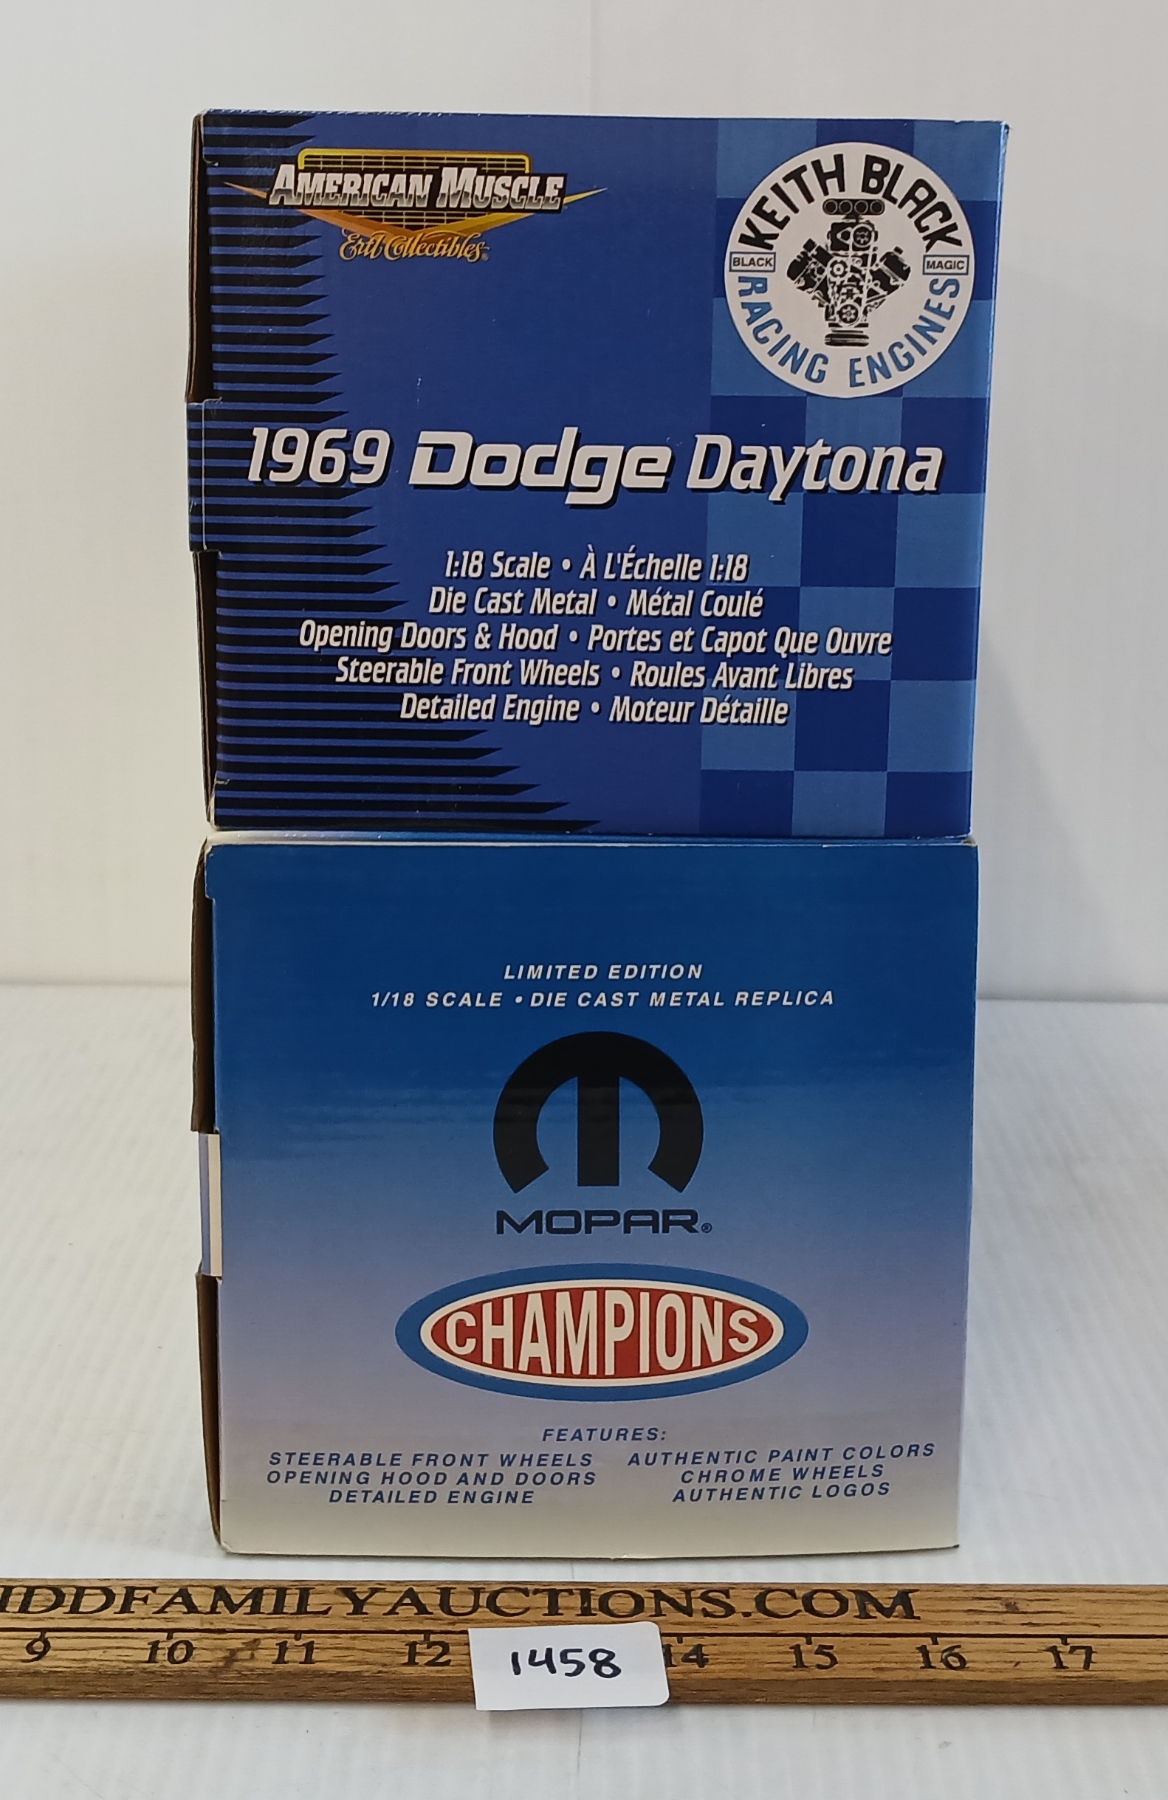 AMERICAN MUSCLE
Ertl Collectibles®
KEITH BLACK
BLACK
MAGIC
RACING ENGINES
1969 Dodge Daytona
1:18 Scale • À L'Échelle 1:18
Die Cast Metal • Métal Coulé
Opening Doors & Hood • Portes et Capot Que Ouvre
Steerable Front Wheels • Roules Avant Libres
Detailed Engine • Moteur Détaille
LIMITED EDITION
1/18 SCALE • DIE CAST METAL REPLICA
MOPAR®
CHAMPIONS
FEATURES:
STEERABLE FRONT WHEELS
OPENING HOOD AND DOORS
DETAILED ENGINE
AUTHENTIC PAINT COLORS
CHROME WHEELS
AUTHENTIC LOGOS
IDDFAMILYAUCTIONS.COM
9 10 11 12 14 15 16 17
1458